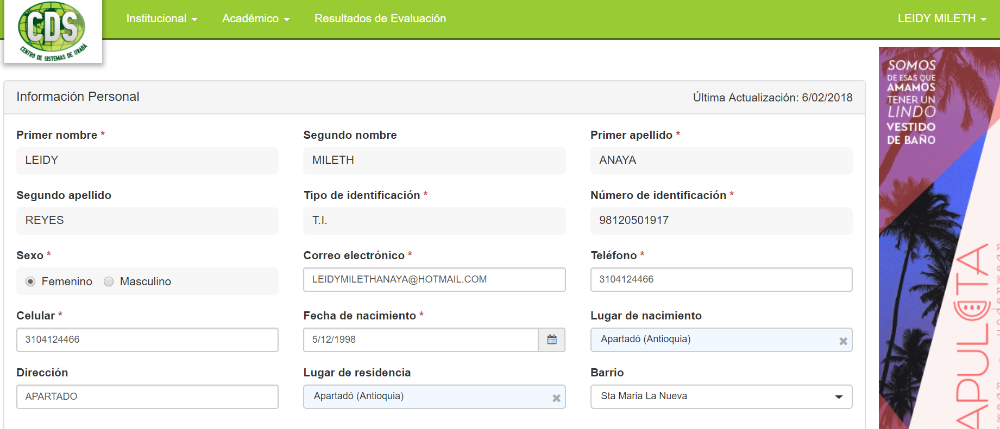 CDS
CENTRO DE SISTEMAS DE URABÁ
Institucional
Académico
Resultados de Evaluación
LEIDY MILETH
Información Personal
Última Actualización: 6/02/2018
Primer nombre *
Segundo nombre
Primer apellido *
LEIDY
MILETH
ANAYA
Segundo apellido
Tipo de identificación *
Número de identificación *
REYES
T.I.
98120501917
Sexo *
Correo electrónico *
Teléfono *
Femenino
Masculino
LEIDYMILETHANAYA@HOTMAIL.COM
3104124466
Celular *
Fecha de nacimiento *
Lugar de nacimiento
3104124466
5/12/1998
Apartadó (Antioquia)
Dirección
Lugar de residencia
Barrio
APARTADO
Apartadó (Antioquia)
Sta Maria La Nueva
SOMOS
DE ESAS QUE
AMAMOS
TENER UN
LINDO
VESTIDO
DE BAÑO